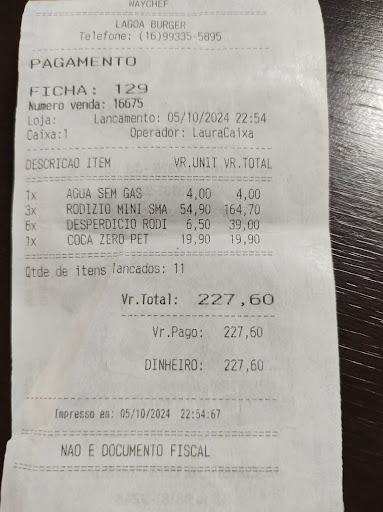 WAYCHEF
LAGOA BURGER
Telefone: (16)99335-5895
PAGAMENTO
FICHA: 129
Numero venda: 16675
Loja: Lancamento: 05/10/2024 22:54
Caixa:1 Operador: LauraCaixa
DESCRICAO ITEM VR.UNIT VR.TOTAL
1x AGUA SEM GAS 4,00 4,00
3x RODIZIO MINI SMA 54,90 164,70
6x DESPERDICIO RODI 6,50 39,00
1x COCA ZERO PET 19,90 19,90
Qtde de itens lancados: 11
Vr.Total: 227,60
Vr.Pago: 227,60
DINHEIRO: 227,60
Impresso em: 05/10/2024 22:54:67
NAO E DOCUMENTO FISCAL